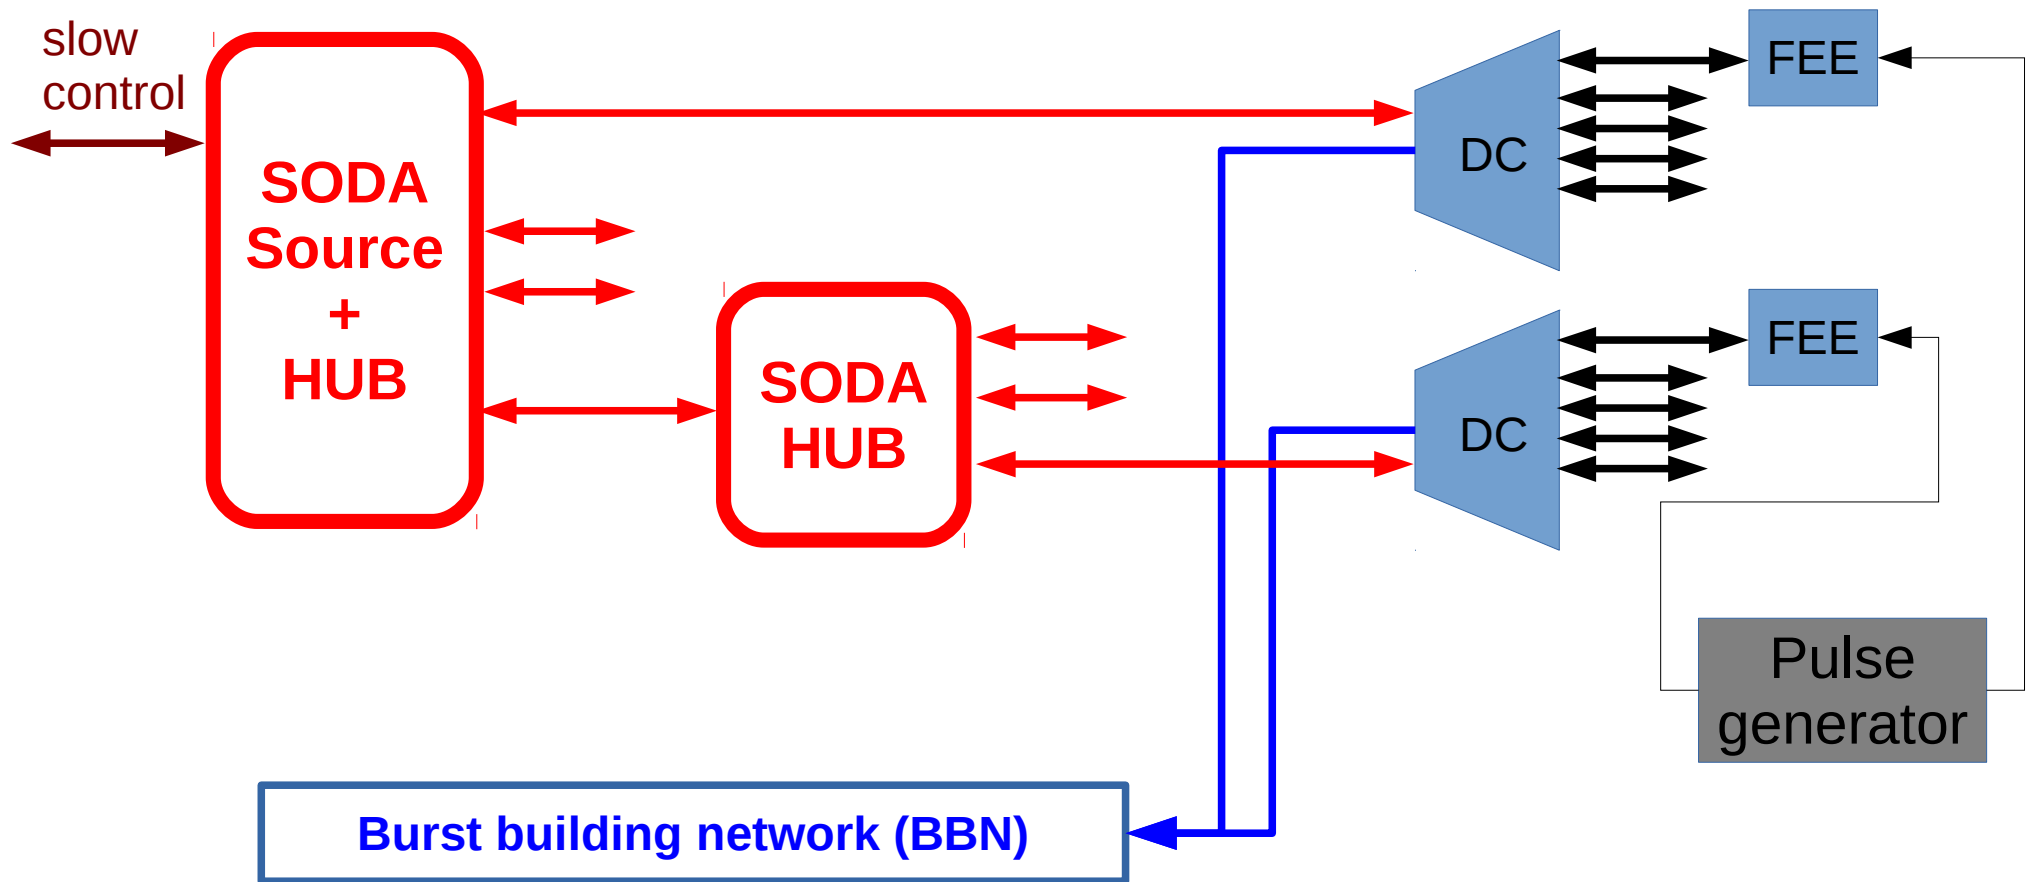 slow
control
SODA
Source
+
HUB
SODA
HUB
DC
FEE
DC
FEE
Pulse
generator
Burst building network (BBN)